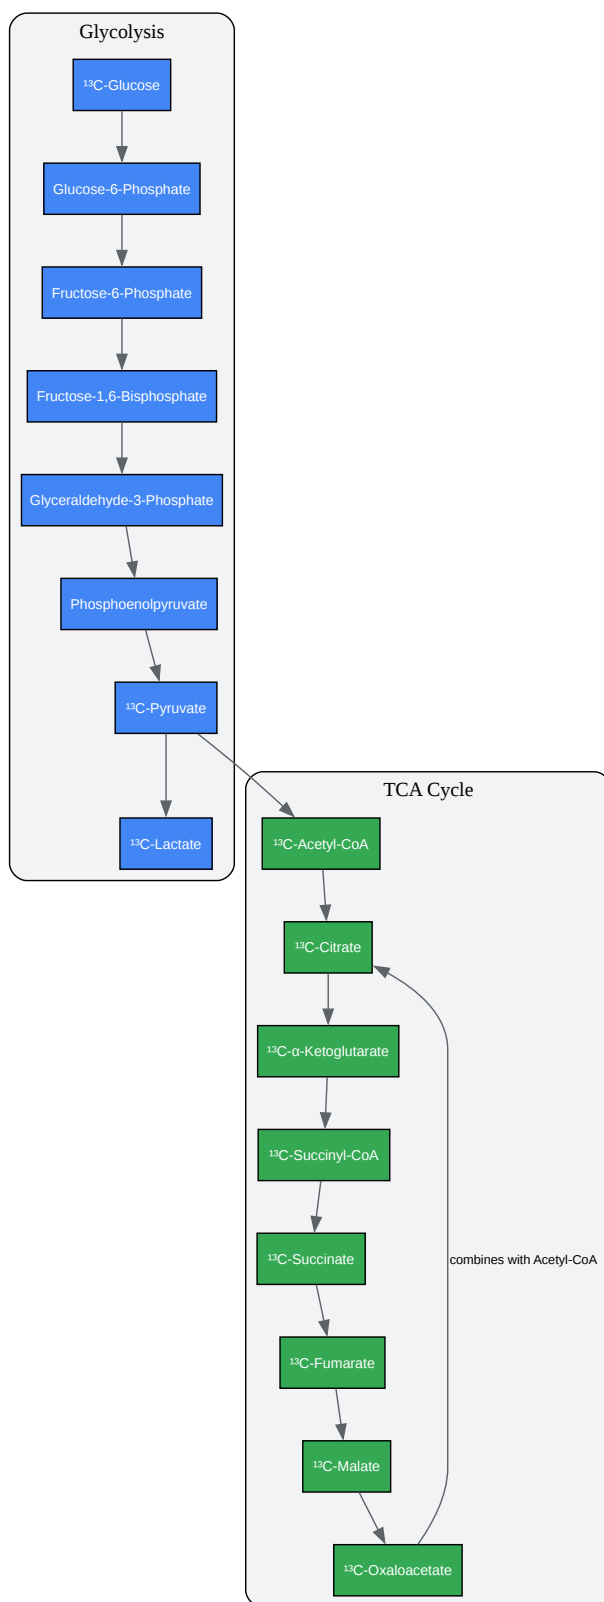 Glycolysis
¹³C-Glucose
Glucose-6-Phosphate
Fructose-6-Phosphate
Fructose-1,6-Bisphosphate
Glyceraldehyde-3-Phosphate
Phosphoenolpyruvate
¹³C-Pyruvate
¹³C-Lactate
TCA Cycle
¹³C-Acetyl-CoA
¹³C-Citrate
¹³C-α-Ketoglutarate
¹³C-Succinyl-CoA
¹³C-Succinate
combines with Acetyl-CoA
¹³C-Fumarate
¹³C-Malate
¹³C-Oxaloacetate